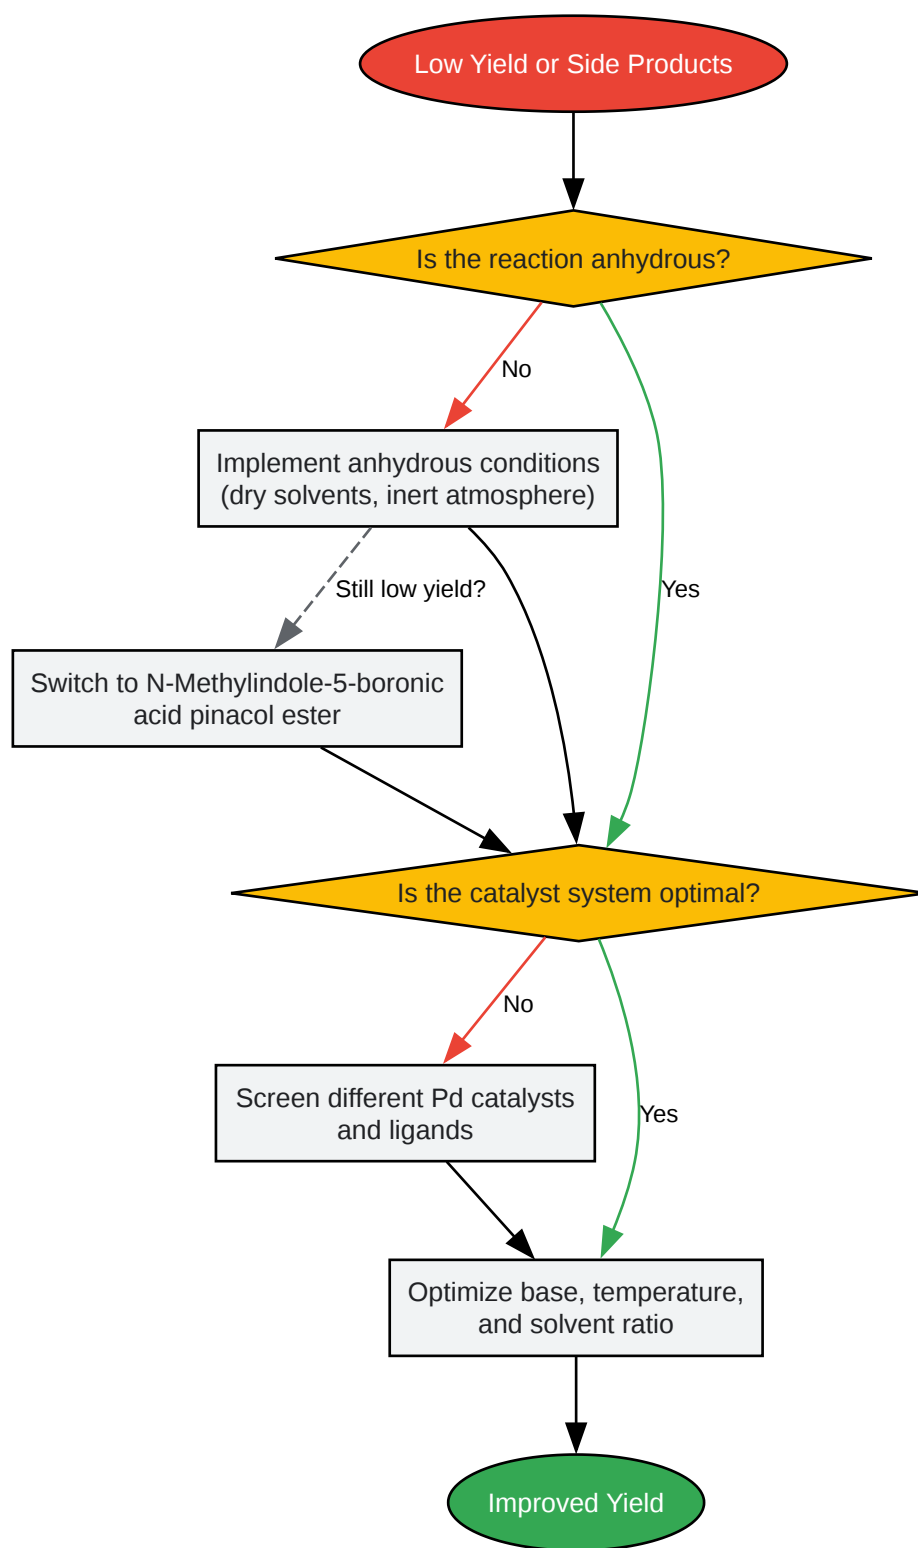 Low Yield or Side Products
Is the reaction anhydrous?
No
Implement anhydrous conditions
(dry solvents, inert atmosphere)
Still low yield?
Yes
Switch to N-Methylindole-5-boronic
acid pinacol ester
Is the catalyst system optimal?
No
Screen different Pd catalysts
and ligands
Yes
Optimize base, temperature,
and solvent ratio
Improved Yield